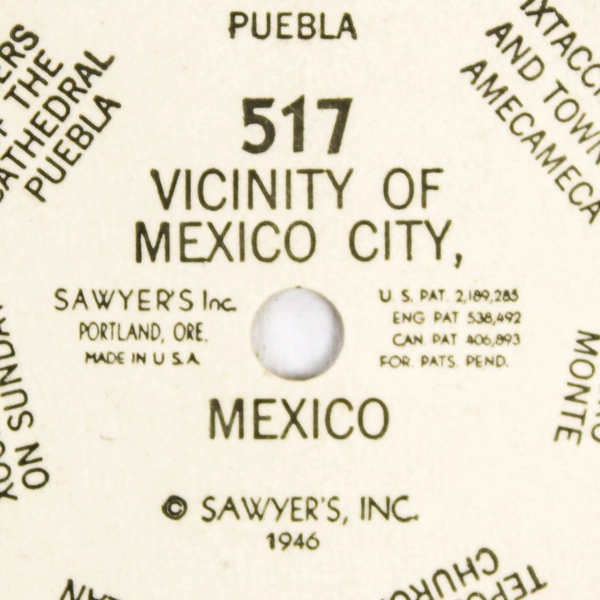 PUEBLA
517
VICINITY OF
MEXICO CITY,
SAWYER'S Inc.
PORTLAND, ORE.
MADE IN U S. A.
U. S. PAT. 2,189,285
ENG PAT 538,492
CAN. PAT 406,893
FOR. PATS. PEND.
MEXICO
© SAWYER'S, INC.
1946
THE
CATHEDRAL
PUEBLA
AND TOWN
AMECAMECA
MONTE
ON SUNDAY